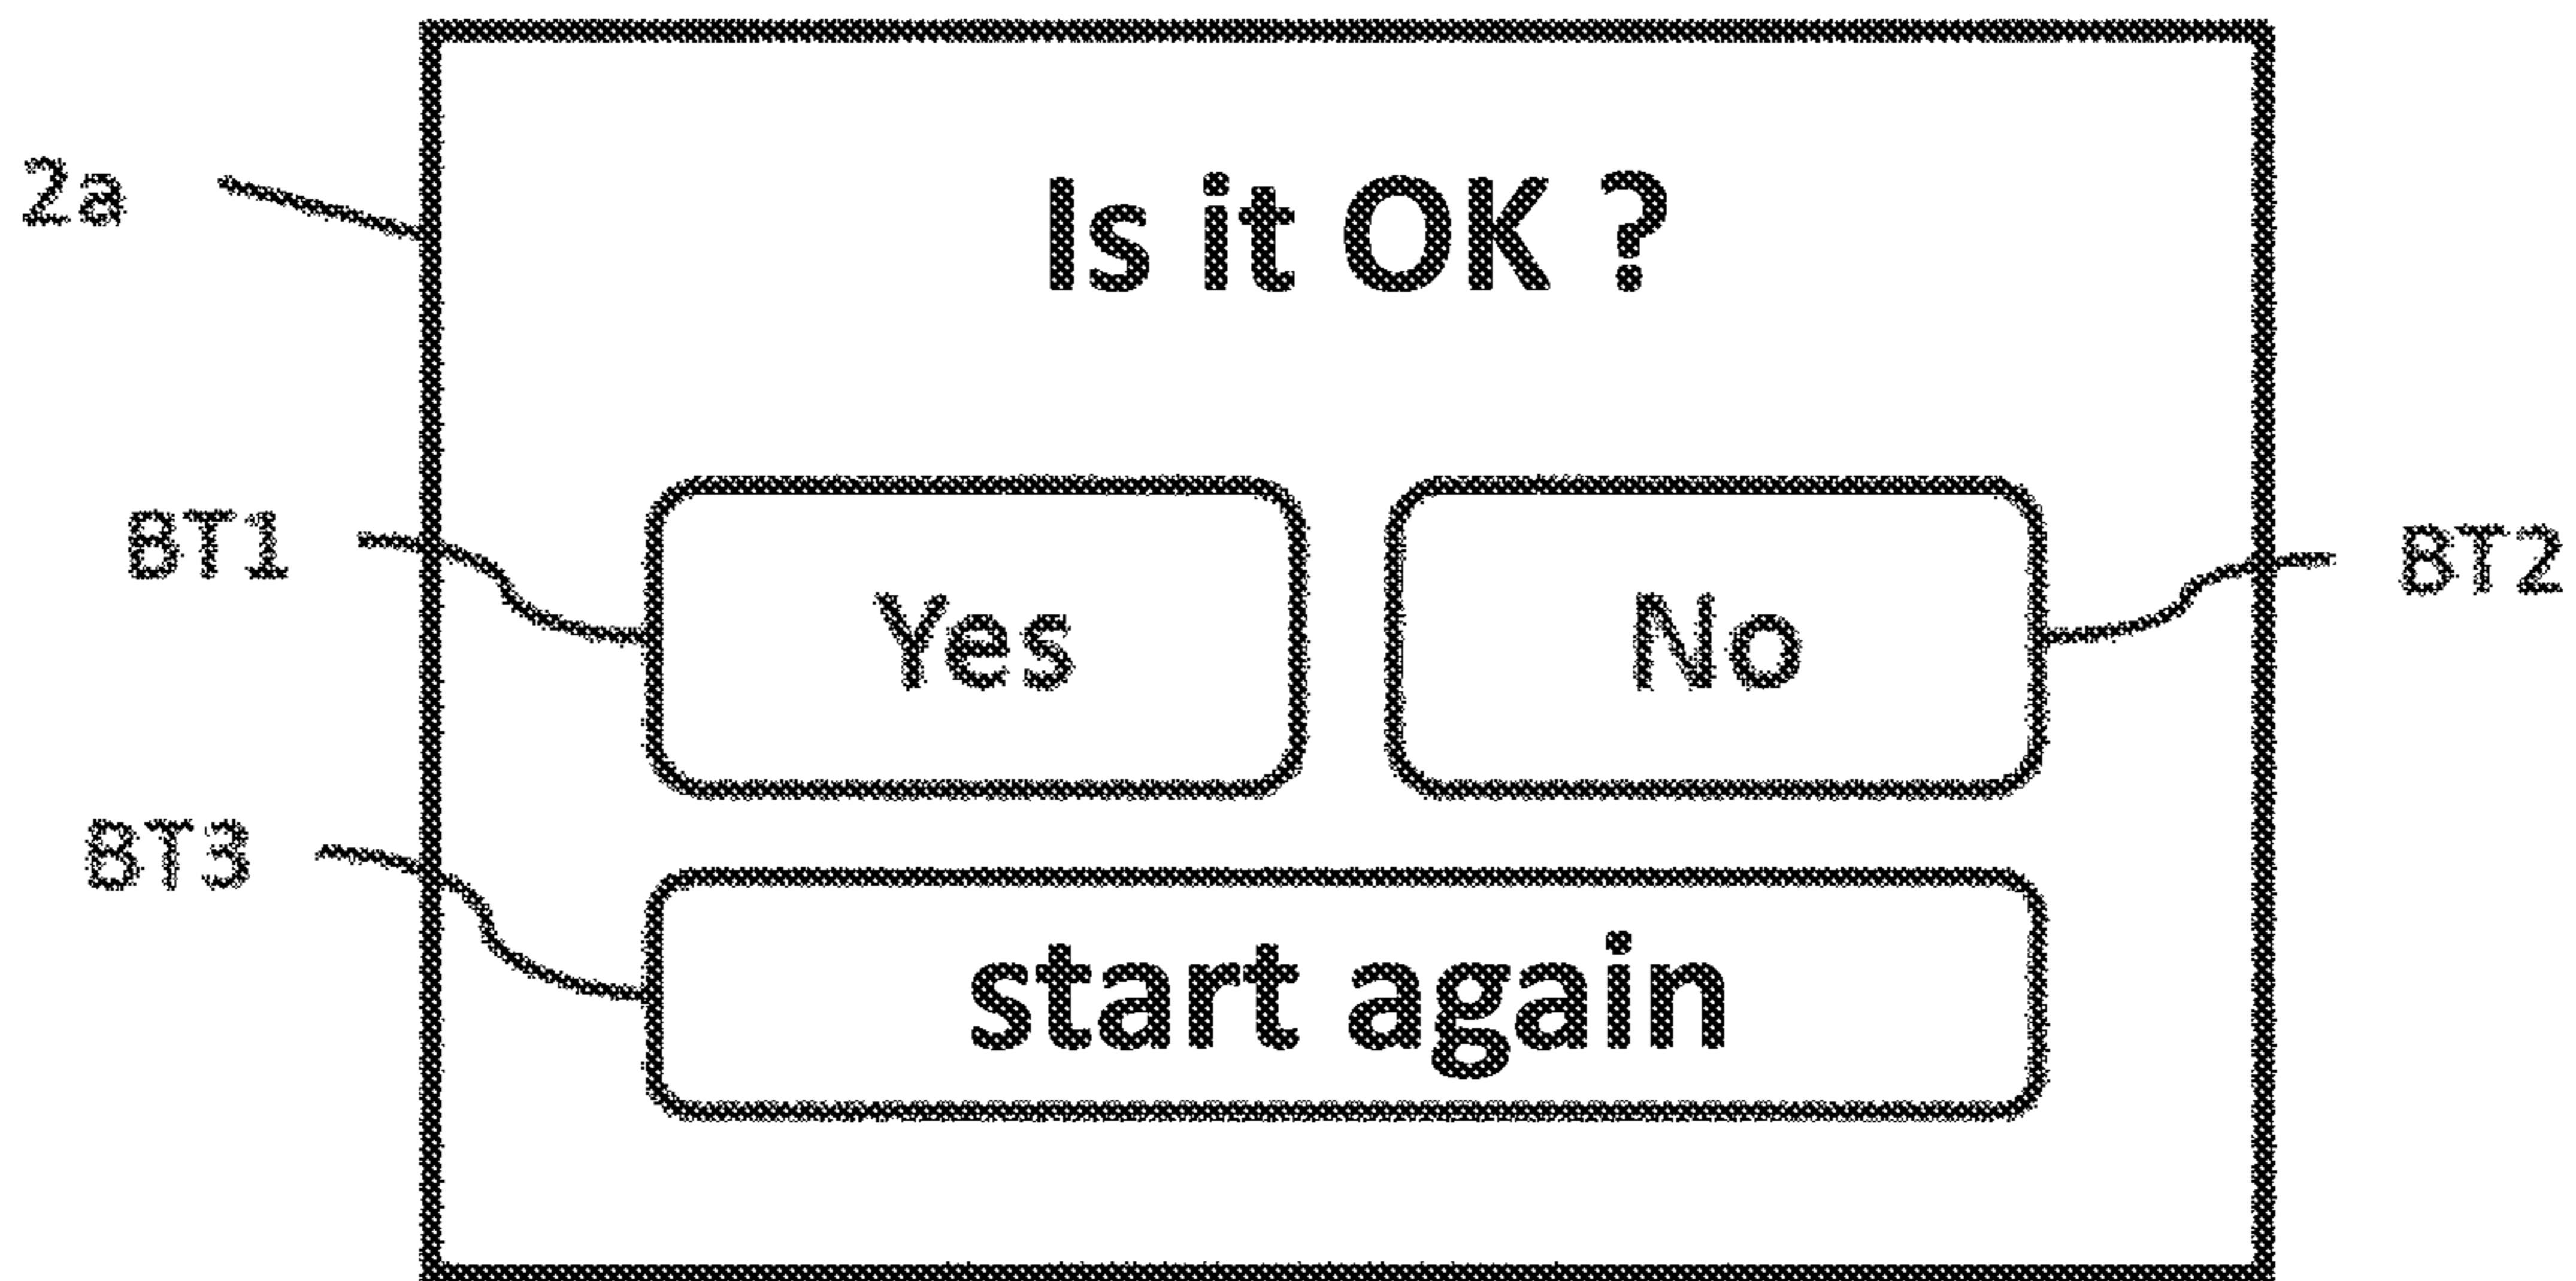 2a
Is it OK ?
BT1
Yes
No
BT2
BT3
start again